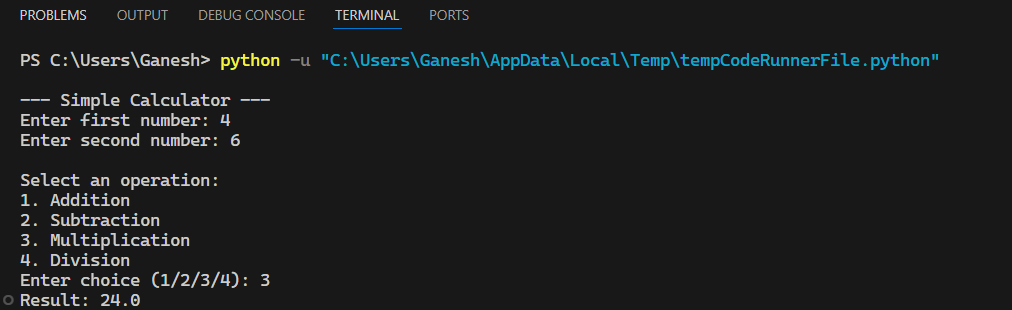 PROBLEMS OUTPUT DEBUG CONSOLE TERMINAL PORTS
PS C:\Users\Ganesh> python -u "C:\Users\Ganesh\AppData\Local\Temp\tempCodeRunnerFile.python"
--- Simple Calculator ---
Enter first number: 4
Enter second number: 6
Select an operation:
1. Addition
2. Subtraction
3. Multiplication
4. Division
Enter choice (1/2/3/4): 3
Result: 24.0